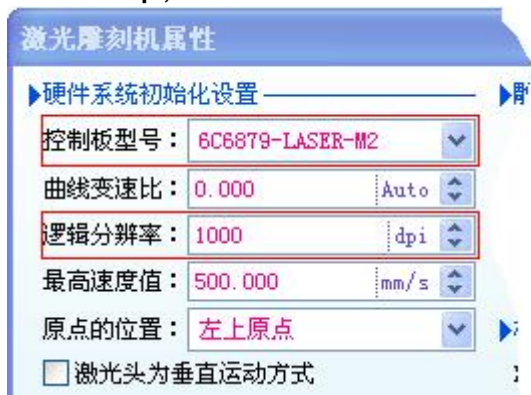 激光雕刻机属性
硬件系统初始化设置
控制板型号： 6C6879-LASER-M2
曲线变速比： 0.000 Auto
逻辑分辨率： 1000 dpi
最高速度值： 500.000 mm/s
原点的位置： 左上原点
激光头为垂直运动方式